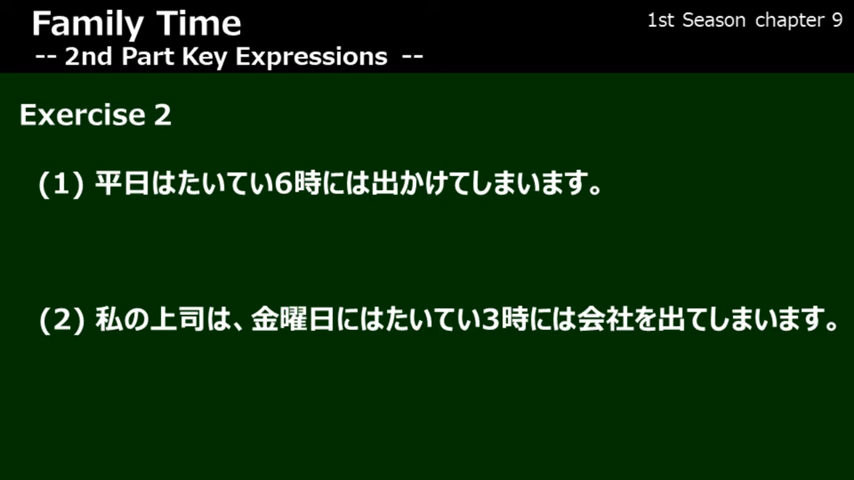 Family Time
1st Season chapter 9
-- 2nd Part Key Expressions --
Exercise 2
(1) 平日はたいてい6時には出かけてしまいます。
(2) 私の上司は、金曜日にはたいてい3時には会社を出てしまいます。